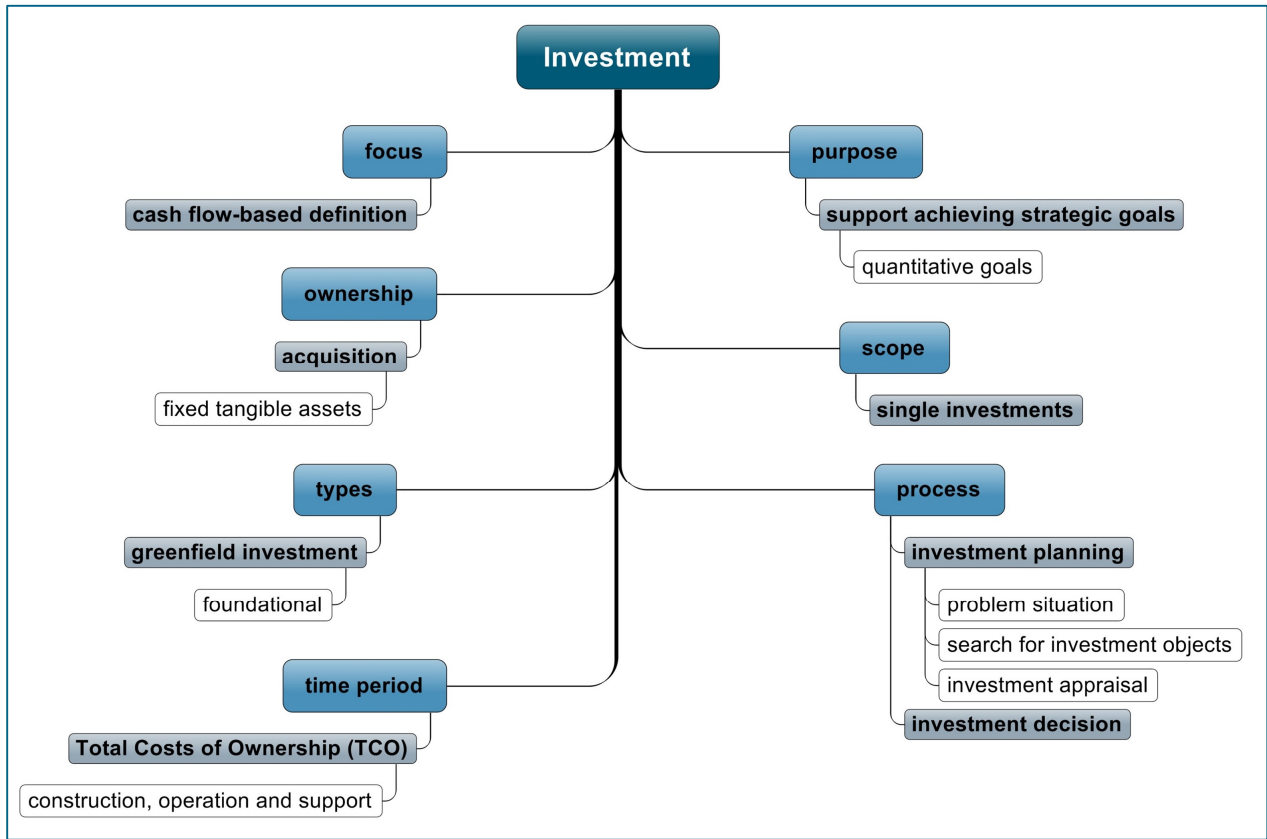 Investment
focus
cash flow-based definition
ownership
acquisition
fixed tangible assets
types
greenfield investment
foundational
time period
Total Costs of Ownership (TCO)
construction, operation and support
purpose
support achieving strategic goals
quantitative goals
scope
single investments
process
investment planning
problem situation
search for investment objects
investment appraisal
investment decision